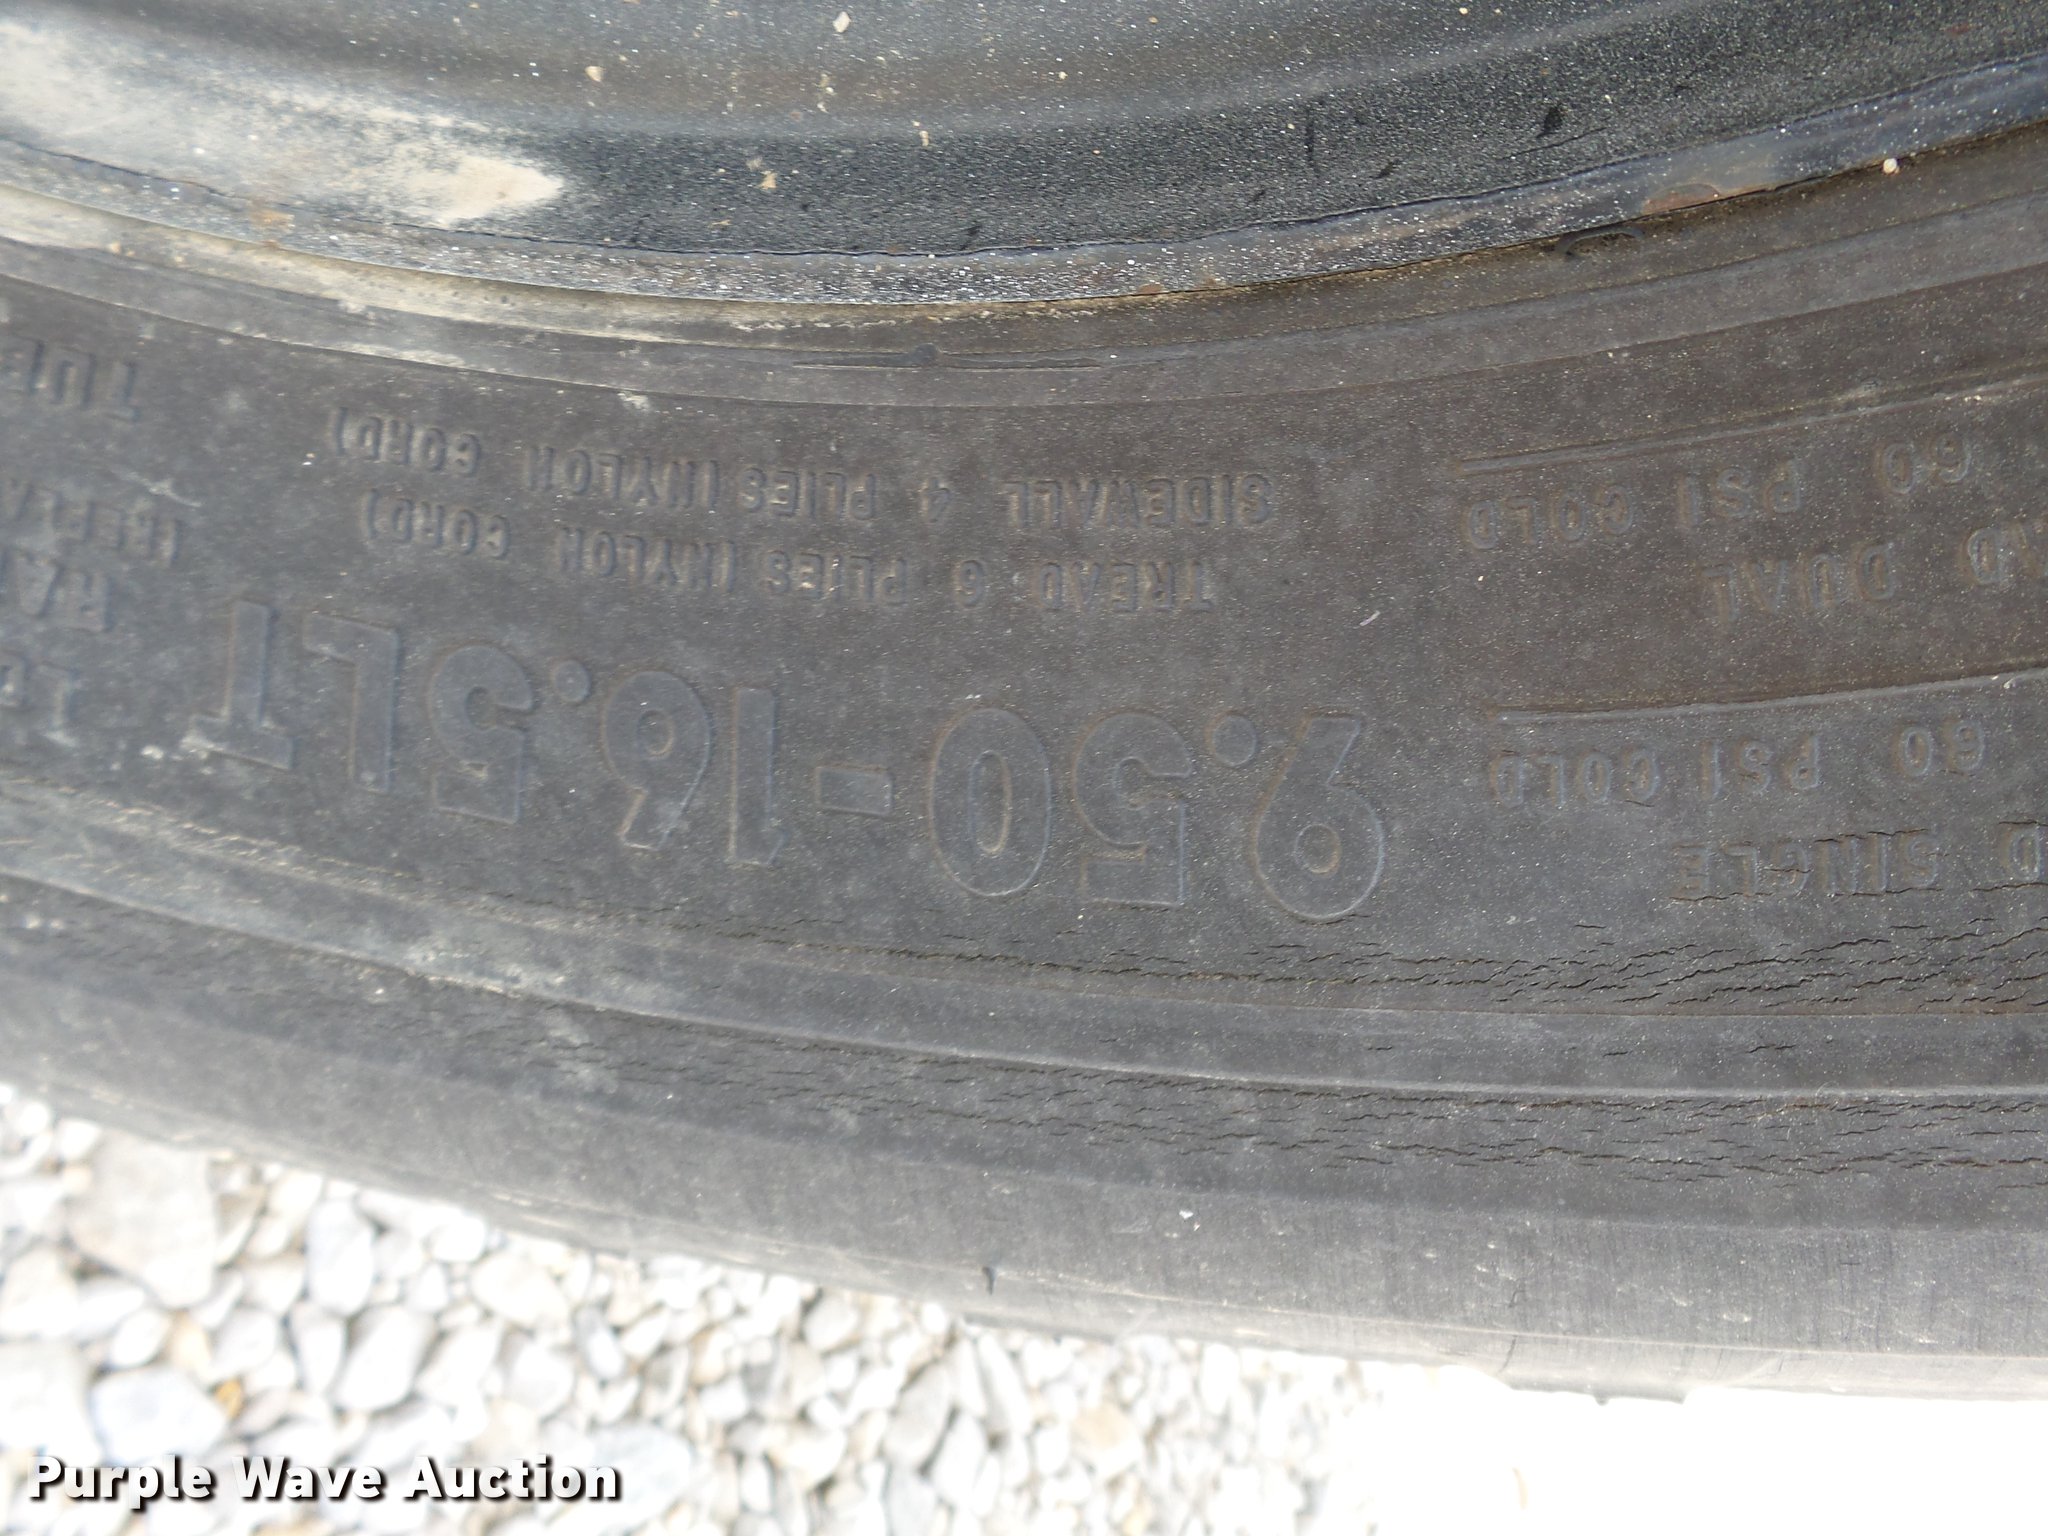 SINGLE
60 PSI COLD
DUAL
60 PSI COLD
9.50-16.5LT
TREAD 6 PLIES (NYLON CORD)
SIDEWALL 4 PLIES (NYLON CORD)
Purple Wave Auction